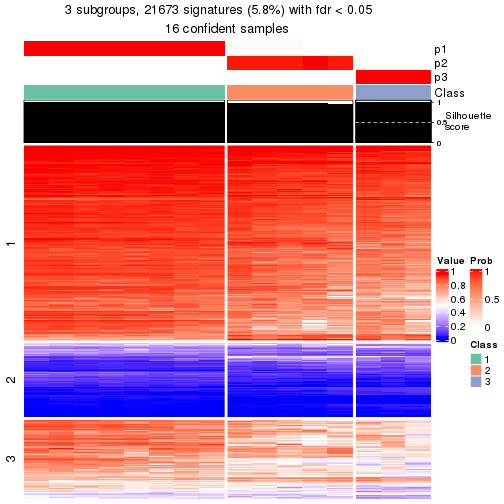 3 subgroups, 21673 signatures (5.8%) with fdr < 0.05
16 confident samples
p1
p2
p3
Class
1
0.5
0
Silhouette
score
1
2
3
Value
1
0.8
0.6
0.4
0.2
0
Prob
1
0.5
0
Class
1
2
3